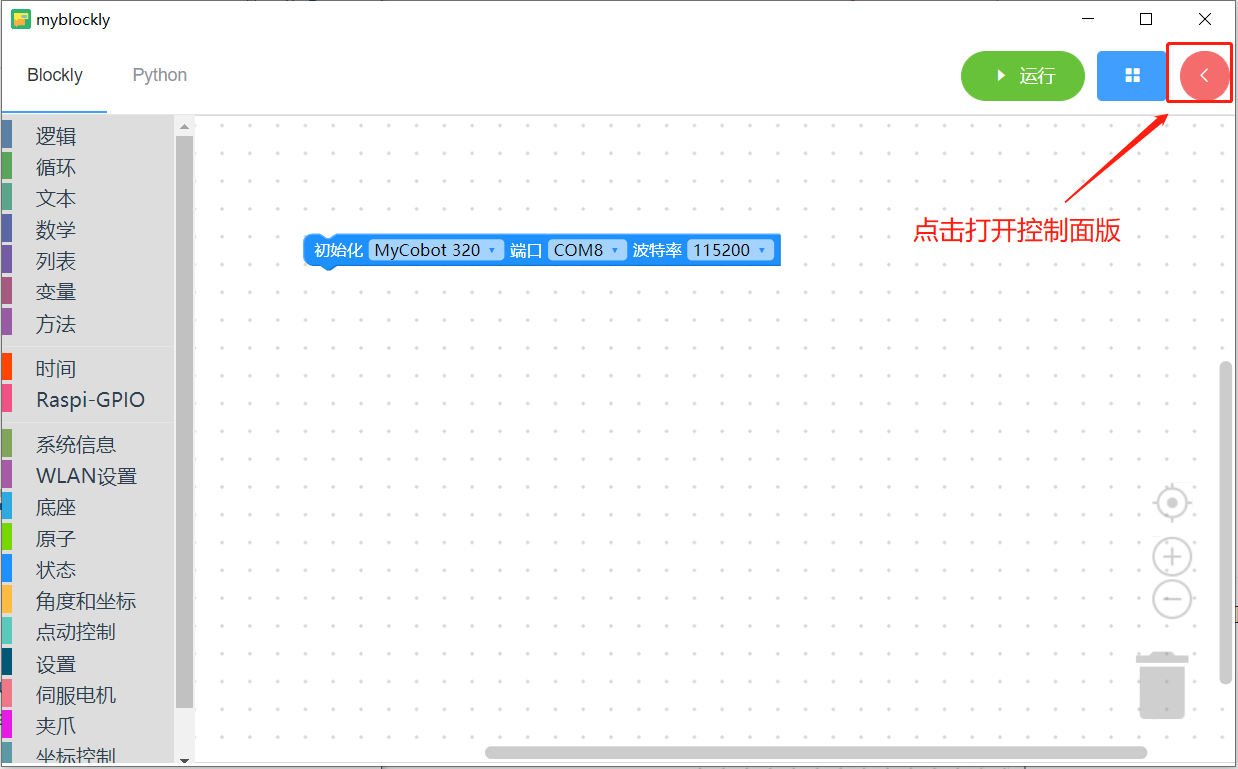 myblockly
Blockly Python 运行
逻辑
循环
文本
数学
列表
变量
方法
时间
Raspi-GPIO
系统信息
WLAN设置
底座
原子
状态
角度和坐标
点动控制
设置
伺服电机
夹爪
坐标控制
点击打开控制面版
初始化 MyCobot 320 端口 COM8 波特率 115200